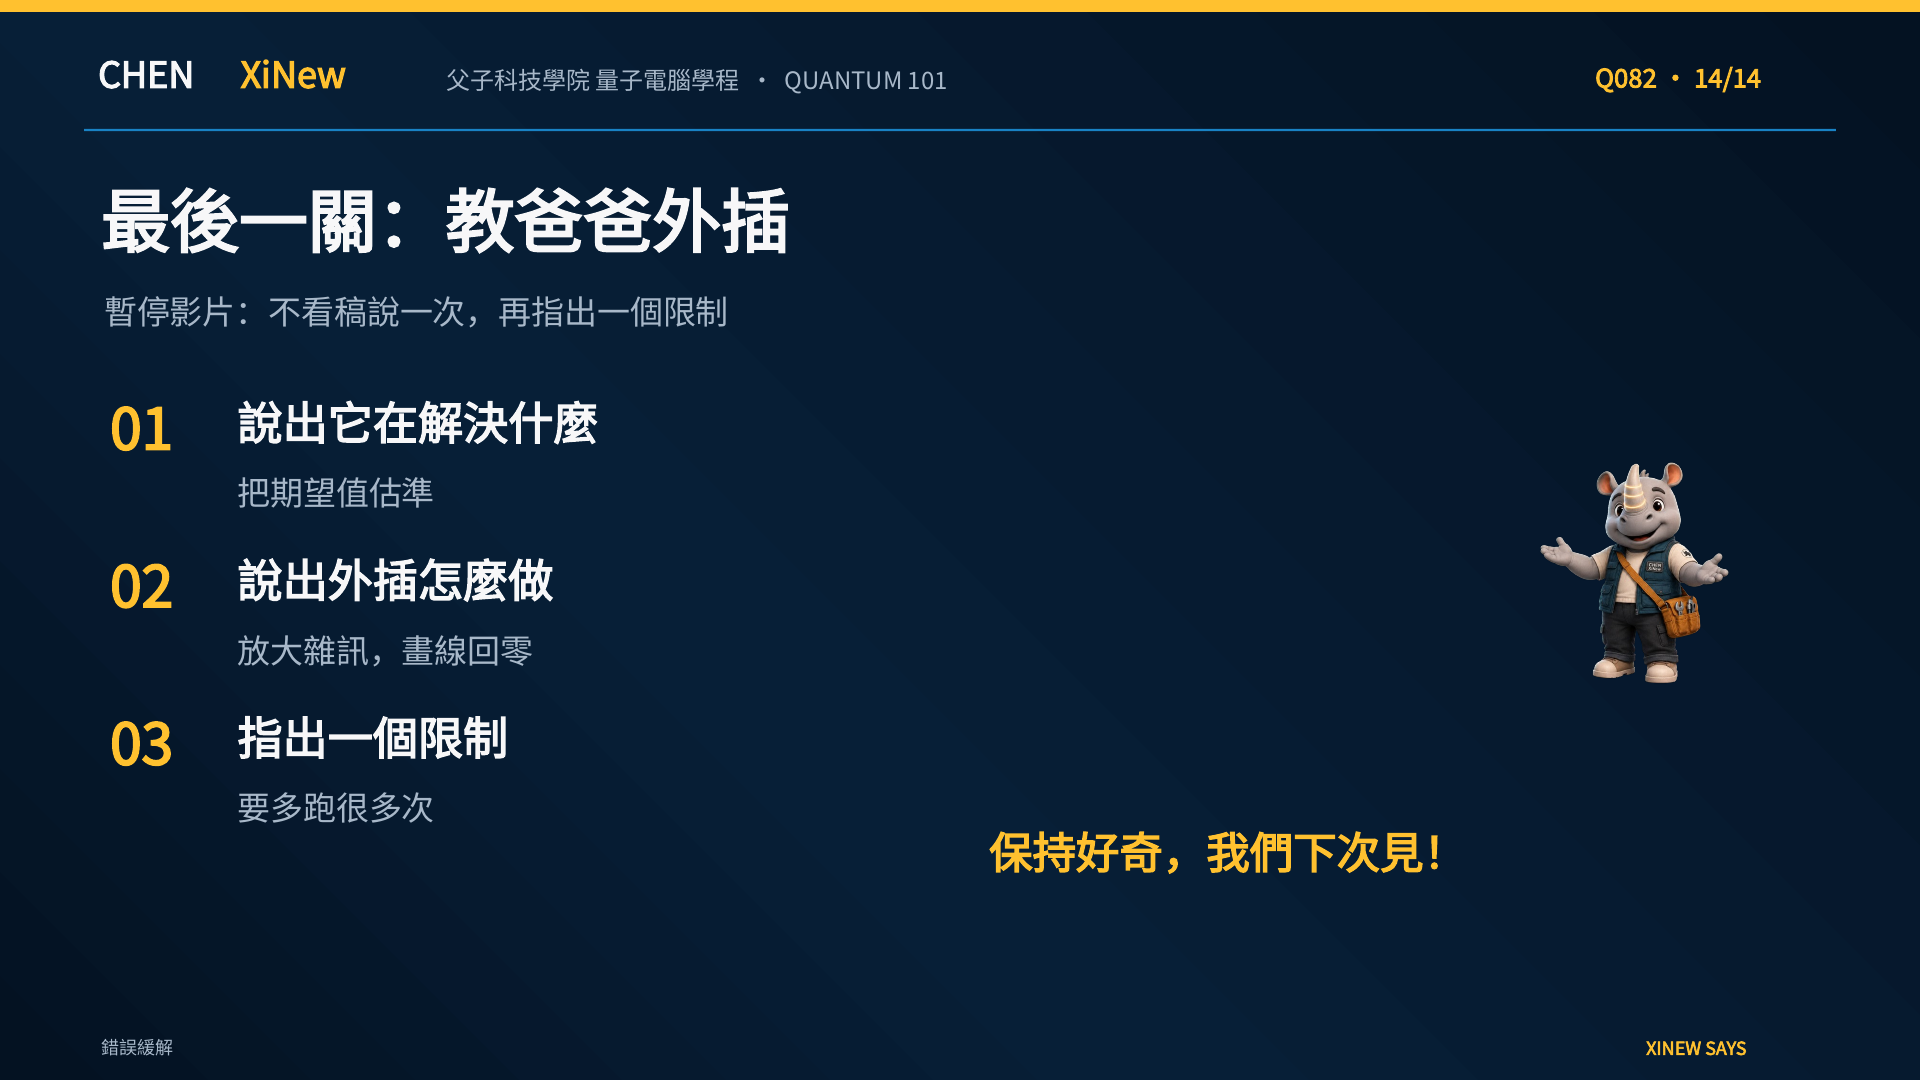 CHEN XiNew 父子科技學院 量子電腦學程 · QUANTUM 101 Q082 · 14/14
最後一關：教爸爸外插
暫停影片：不看稿說一次，再指出一個限制
01 說出它在解決什麼
把期望值估準
02 說出外插怎麼做
放大雜訊，畫線回零
03 指出一個限制
要多跑很多次
保持好奇，我們下次見！
錯誤緩解 XINEW SAYS